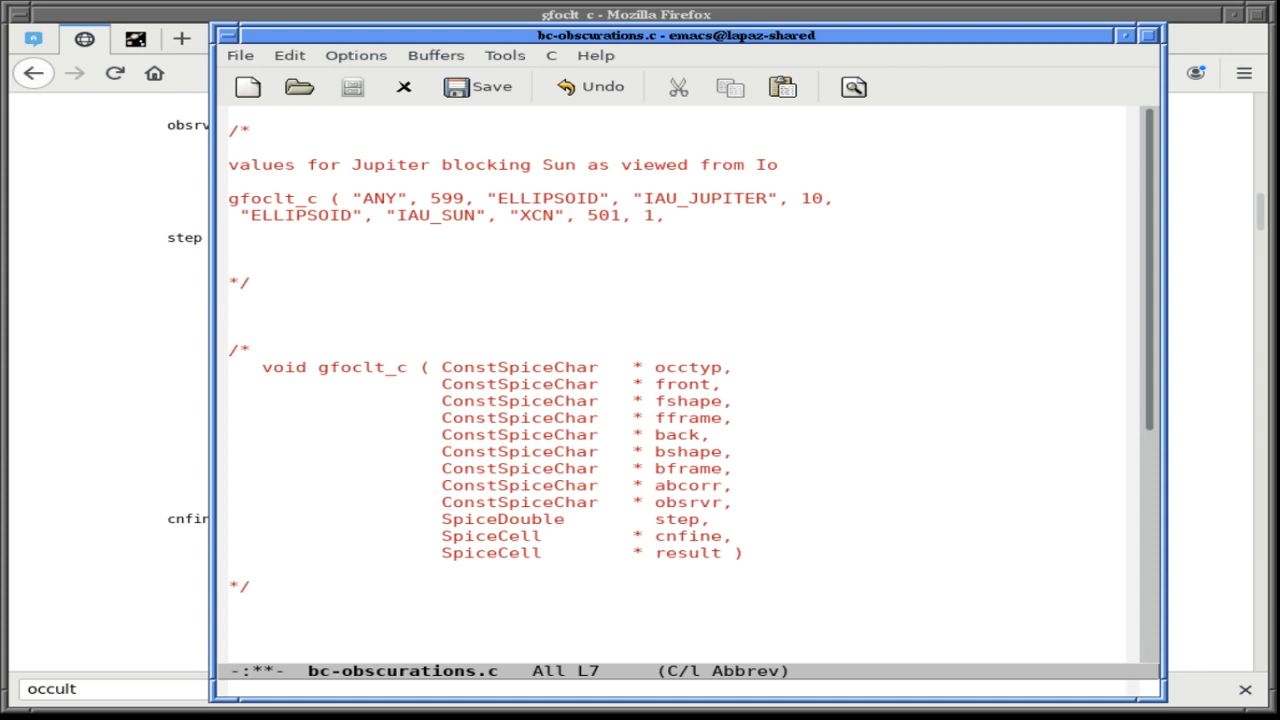 gfoclt_c - Mozilla Firefox
bc-obscurations.c - emacs@lapaz-shared
File Edit Options Buffers Tools C Help
Save Undo
/*
values for Jupiter blocking Sun as viewed from Io
gfoclt_c ( "ANY", 599, "ELLIPSOID", "IAU_JUPITER", 10,
"ELLIPSOID", "IAU_SUN", "XCN", 501, 1,
*/
/*
void gfoclt_c ( ConstSpiceChar * occtyp,
ConstSpiceChar * front,
ConstSpiceChar * fshape,
ConstSpiceChar * fframe,
ConstSpiceChar * back,
ConstSpiceChar * bshape,
ConstSpiceChar * bframe,
ConstSpiceChar * abcorr,
ConstSpiceChar * obsrvr,
SpiceDouble step,
SpiceCell * cnfine,
SpiceCell * result )
*/
-:**- bc-obscurations.c All L7 (C/l Abbrev)
obsrv
step
cnfin
occult